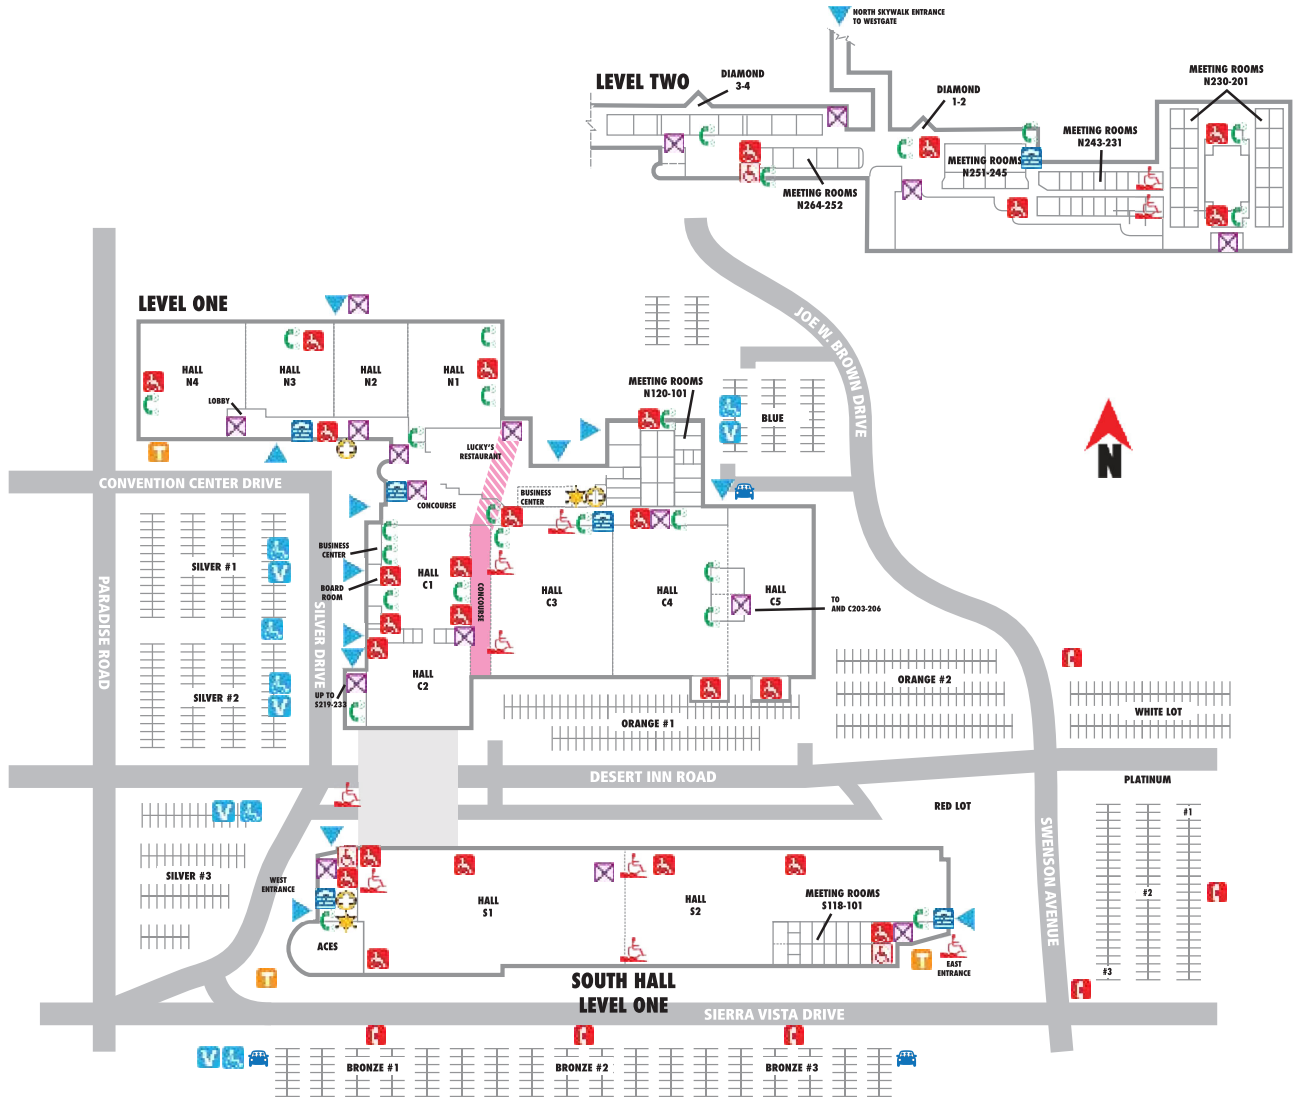 NORTH SKYWALK ENTRANCE
TO WESTGATE
LEVEL TWO
DIAMOND
3-4
DIAMOND
1-2
MEETING ROOMS
N230-201
MEETING ROOMS
N243-231
MEETING ROOMS
N251-245
MEETING ROOMS
N264-252
LEVEL ONE
JOE W. BROWN DRIVE
HALL
N4
HALL
N3
HALL
N2
HALL
N1
LOBBY
MEETING ROOMS
N120-101
BLUE
N
T
LUCKY'S
RESTAURANT
V
CONVENTION CENTER DRIVE
CONCOURSE
BUSINESS
CENTER
SILVER #1
BUSINESS
CENTER
BOARD
ROOM
V
HALL
C1
CONCOURSE
HALL
C3
HALL
C4
HALL
C5
TO
AND C203-206
PARADISE ROAD
SILVER DRIVE
SILVER #2
V
UP TO
S219-233
HALL
C2
ORANGE #1
ORANGE #2
WHITE LOT
DESERT INN ROAD
PLATINUM
RED LOT
V
#1
SILVER #3
WEST
ENTRANCE
HALL
S1
HALL
S2
MEETING ROOMS
S118-101
#2
SWENSON AVENUE
ACES
T
T
EAST
ENTRANCE
#3
SOUTH HALL
LEVEL ONE
SIERRA VISTA DRIVE
V
BRONZE #1
BRONZE #2
BRONZE #3